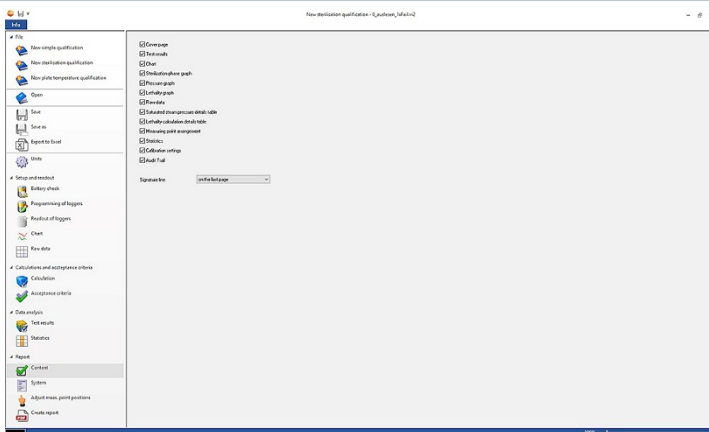 New sterilisation qualification - 0_auslesen_1xFail.vn2
Info
File
New simple qualification
New sterilisation qualification
New plate temperature qualification
Open
Save
Save as
Export to Excel
Units
Setup and readout
Battery check
Programming of loggers
Readout of loggers
Chart
Raw data
Calculations and acceptance criteria
Calculation
Acceptance criteria
Data analysis
Test results
Statistics
Report
Content
System
Adjust meas. point positions
Create report
Cover page
Test results
Chart
Sterilization phase graph
Pressure graph
Lethality graph
Raw data
Saturated steam pressure details table
Lethality calculation details table
Measuring point arrangement
Statistics
Calibration settings
Audit Trail
Signature line
on the last page